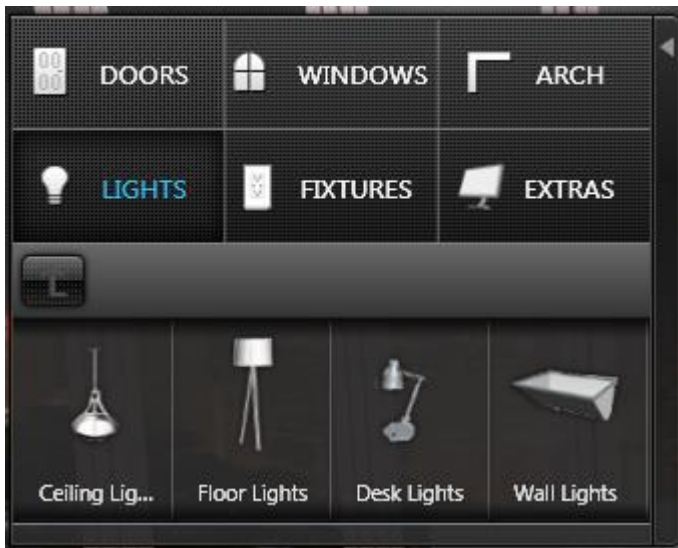 DOORS WINDOWS ARCH
LIGHTS FIXTURES EXTRAS
Ceiling Lig... Floor Lights Desk Lights Wall Lights